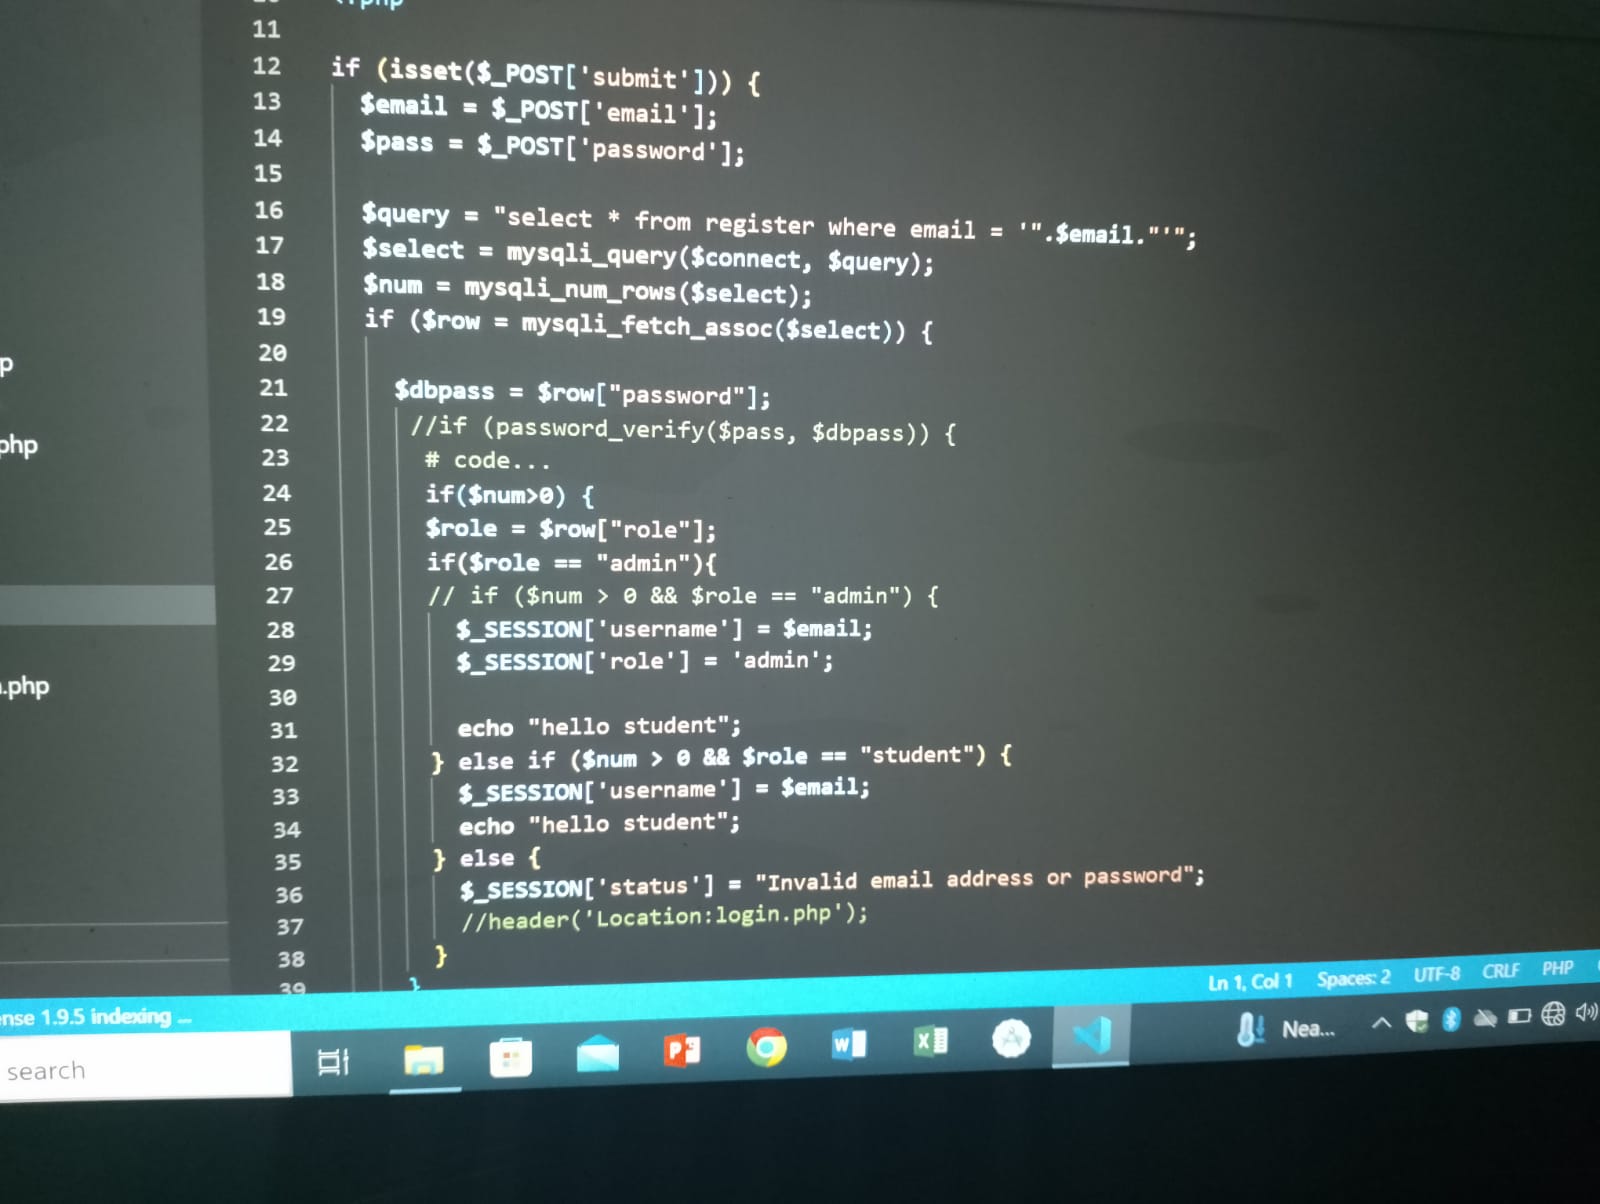 11
12 if (isset($_POST['submit'])) {
13 $email = $_POST['email'];
14 $pass = $_POST['password'];
15
16 $query = "select * from register where email = '".$email."'";
17 $select = mysqli_query($connect, $query);
18 $num = mysqli_num_rows($select);
19 if ($row = mysqli_fetch_assoc($select)) {
20
21 $dbpass = $row["password"];
22 //if (password_verify($pass, $dbpass)) {
23 # code...
24 if($num>0) {
25 $role = $row["role"];
26 if($role == "admin"){
27 // if ($num > 0 && $role == "admin") {
28 $_SESSION['username'] = $email;
29 $_SESSION['role'] = 'admin';
30
31 echo "hello student";
32 } else if ($num > 0 && $role == "student") {
33 $_SESSION['username'] = $email;
34 echo "hello student";
35 } else {
36 $_SESSION['status'] = "Invalid email address or password";
37 //header('Location:login.php');
38 }
39 }
p
php
.php
nse 1.9.5 indexing ...
Ln 1, Col 1 Spaces: 2 UTF-8 CRLF PHP
search
Nea...